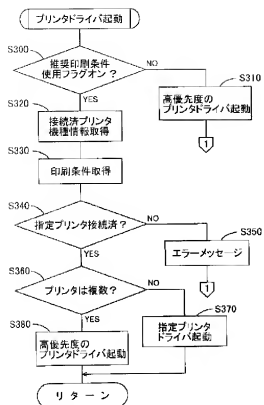 プリンタドライバ起動
S300
推奨印刷条件
使用フラグオン？
NO
S310
高優先度の
プリンタドライバ起動
1
YES
S320
接続済プリンタ
機種情報取得
S330
印刷条件取得
S340
指定プリンタ接続済？
NO
S350
エラーメッセージ
1
YES
S360
プリンタは複数？
NO
S370
指定プリンタ
ドライバ起動
YES
S380
高優先度の
プリンタドライバ起動
リターン